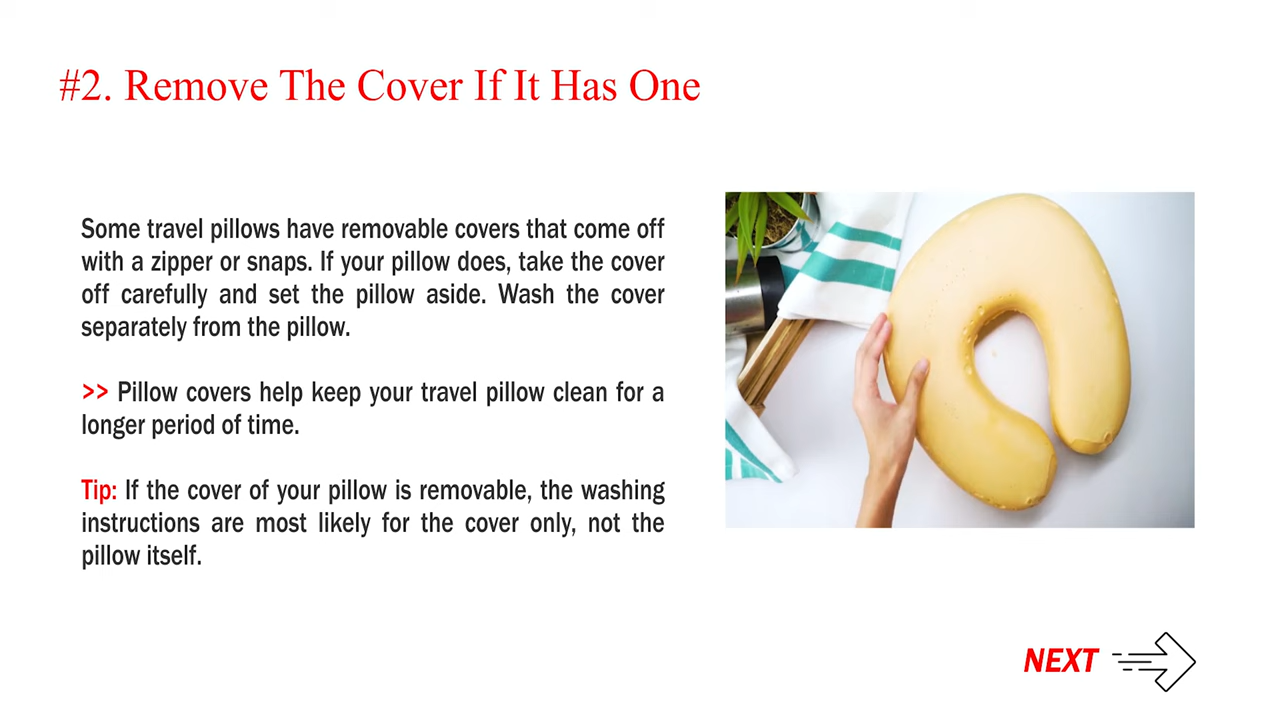 #2. Remove The Cover If It Has One
Some travel pillows have removable covers that come off
with a zipper or snaps. If your pillow does, take the cover
off carefully and set the pillow aside. Wash the cover
separately from the pillow.
>> Pillow covers help keep your travel pillow clean for a
longer period of time.
Tip: If the cover of your pillow is removable, the washing
instructions are most likely for the cover only, not the
pillow itself.
NEXT